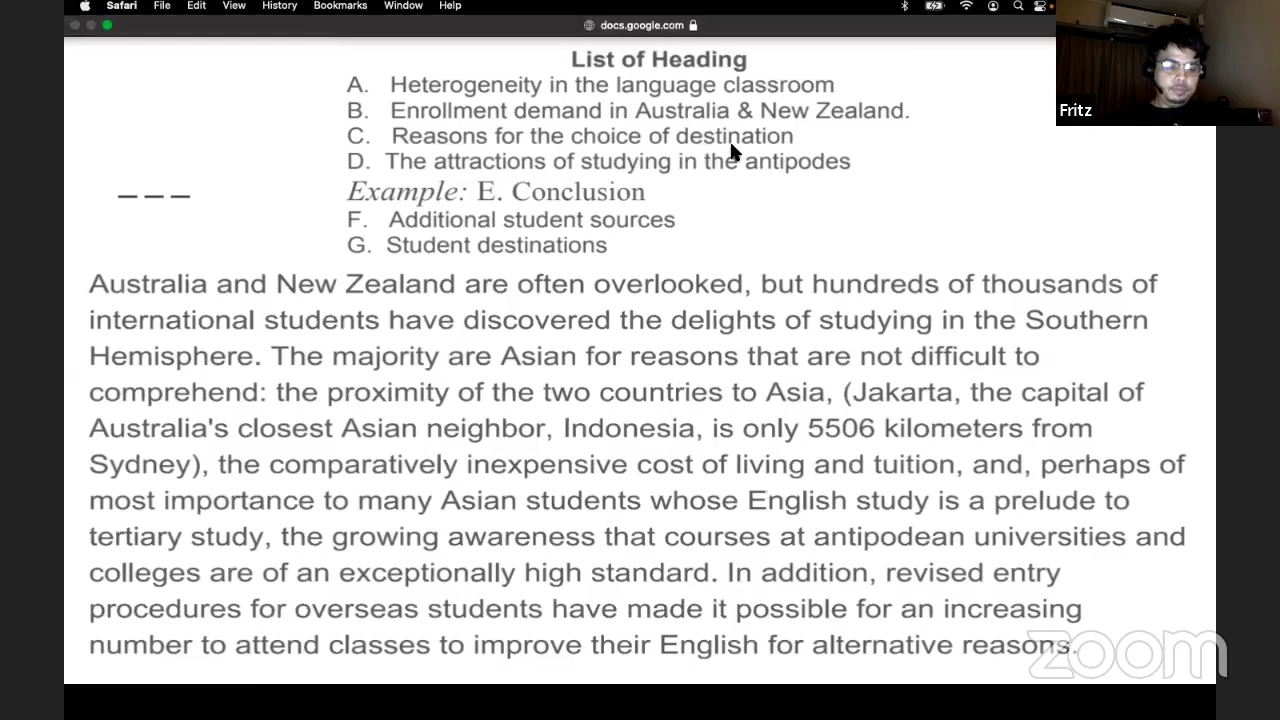 Safari File Edit View History Bookmarks Window Help
docs.google.com
Fritz
List of Heading
A. Heterogeneity in the language classroom
B. Enrollment demand in Australia & New Zealand.
C. Reasons for the choice of destination
D. The attractions of studying in the antipodes
Example: E. Conclusion
F. Additional student sources
G. Student destinations
Australia and New Zealand are often overlooked, but hundreds of thousands of
international students have discovered the delights of studying in the Southern
Hemisphere. The majority are Asian for reasons that are not difficult to
comprehend: the proximity of the two countries to Asia, (Jakarta, the capital of
Australia's closest Asian neighbor, Indonesia, is only 5506 kilometers from
Sydney), the comparatively inexpensive cost of living and tuition, and, perhaps of
most importance to many Asian students whose English study is a prelude to
tertiary study, the growing awareness that courses at antipodean universities and
colleges are of an exceptionally high standard. In addition, revised entry
procedures for overseas students have made it possible for an increasing
number to attend classes to improve their English for alternative reasons.
zoom